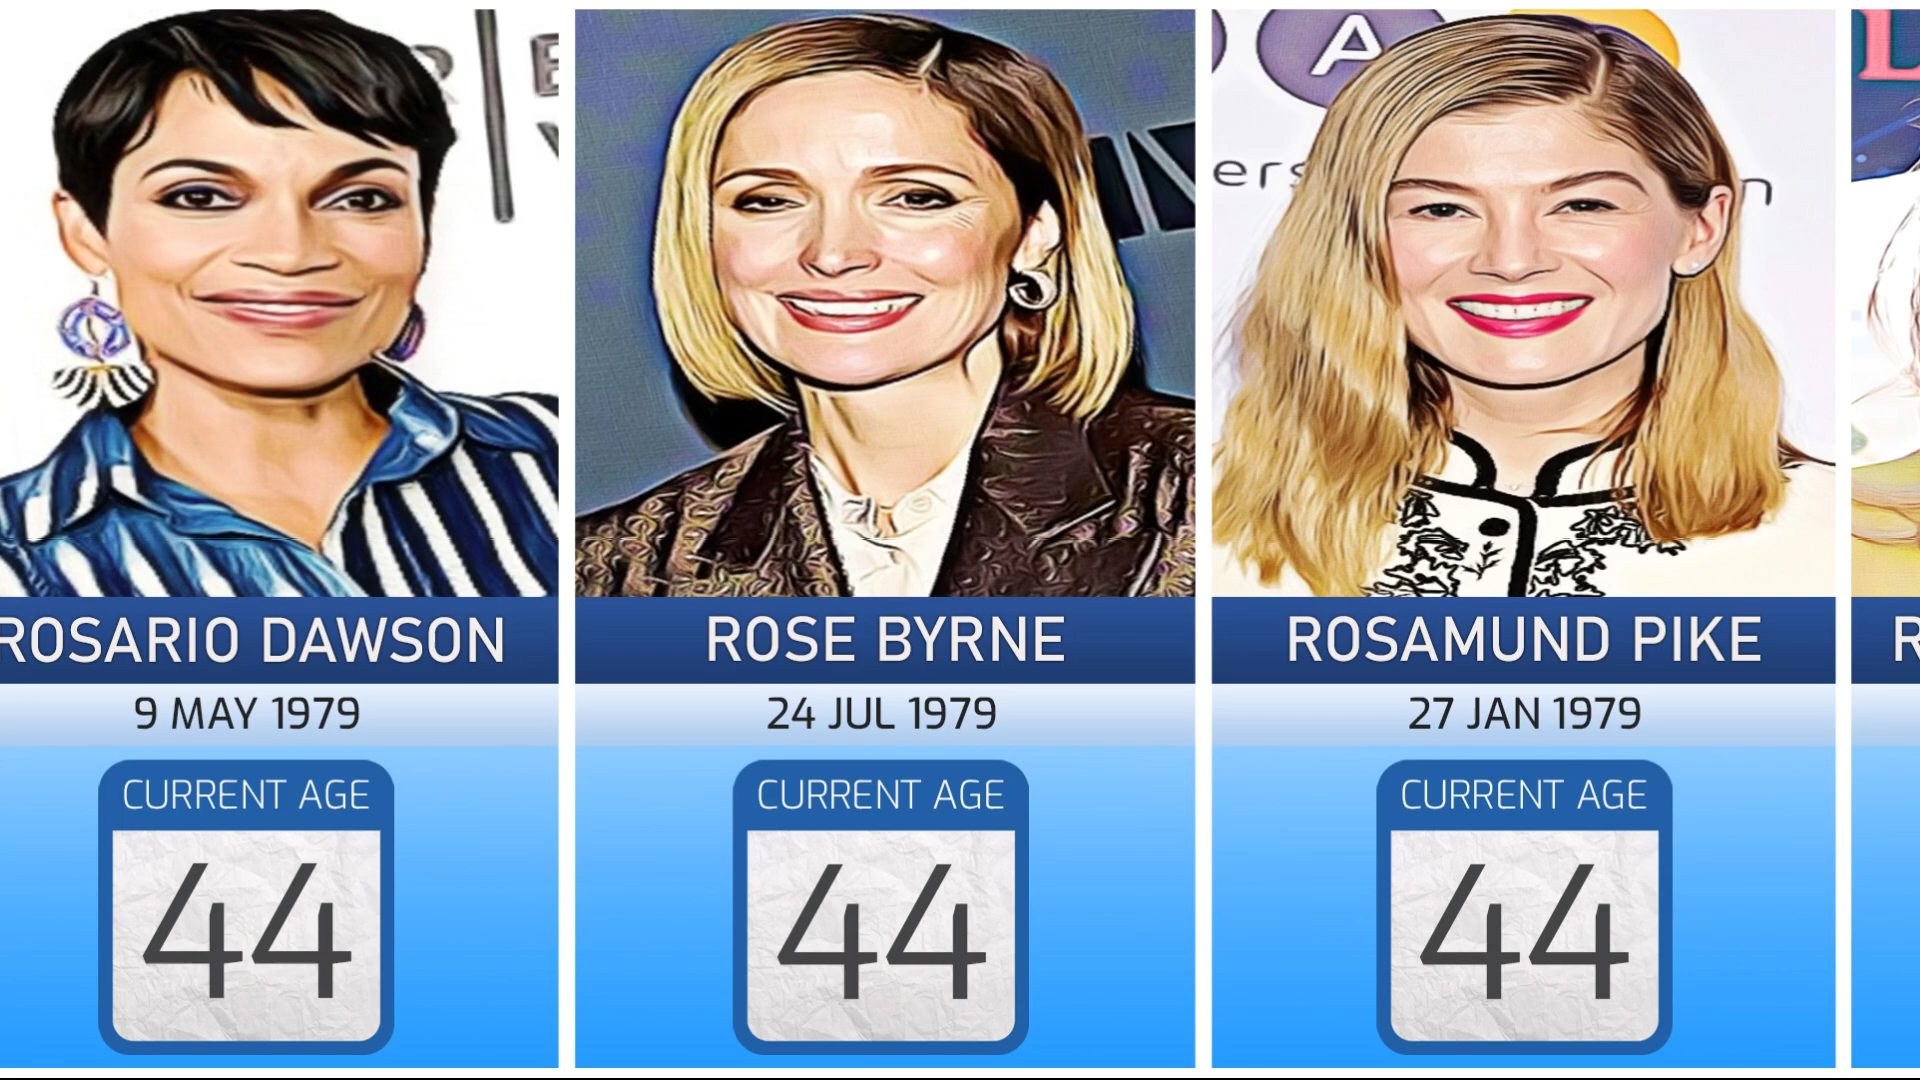 ROSARIO DAWSON
9 MAY 1979
CURRENT AGE
44
A
ers
n
ROSE BYRNE
24 JUL 1979
CURRENT AGE
44
ROSAMUND PIKE
27 JAN 1979
CURRENT AGE
44
R